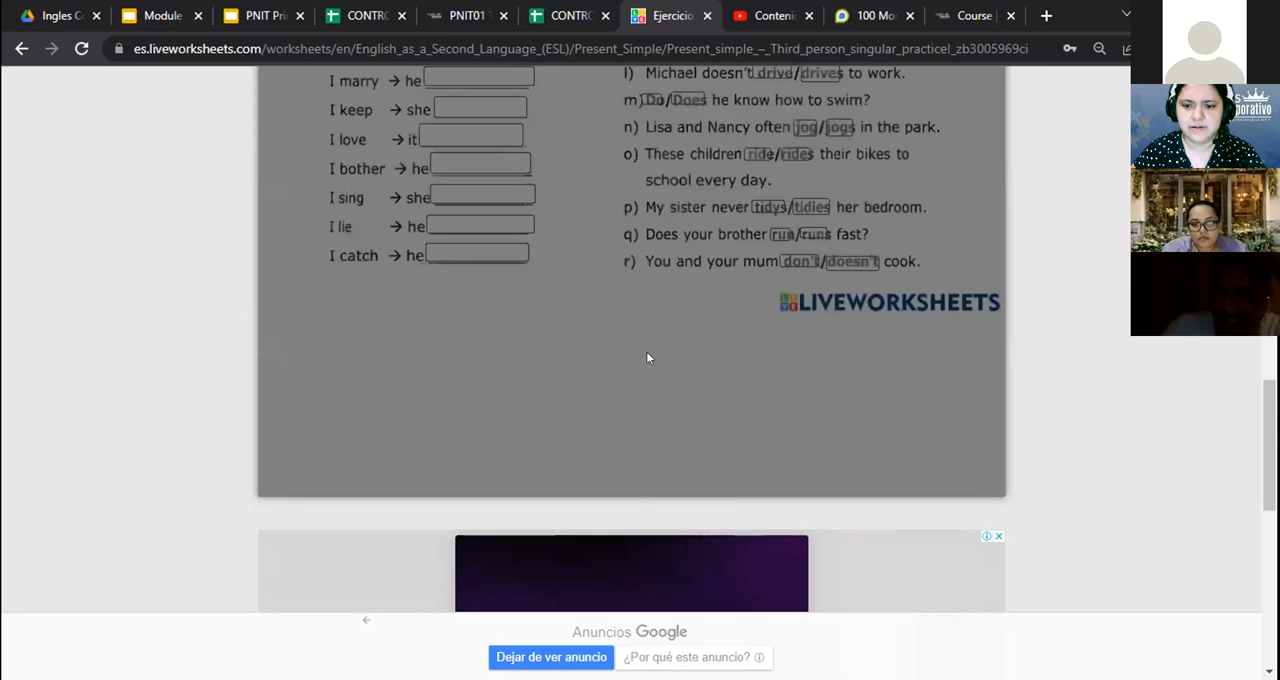 Ingles C
Module
PNIT Pri
CONTRO
PNIT01 T
CONTRO
Ejercicio
Conteni
100 Mos
Course |
es.liveworksheets.com/worksheets/en/English_as_a_Second_Language_(ESL)/Present_Simple/Present_simple_–_Third_person_singular_practice!_zb3005969ci
I marry → he
I keep → she
I love → it
I bother → he
I sing → she
I lie → he
I catch → he
l) Michael doesn't drive/drives to work.
m) Do/Does he know how to swim?
n) Lisa and Nancy often jog/jogs in the park.
o) These children ride/rides their bikes to
school every day.
p) My sister never tidys/tidies her bedroom.
q) Does your brother run/runs fast?
r) You and your mum don't/doesn't cook.
LIVEWORKSHEETS
Anuncios Google
Dejar de ver anuncio
¿Por qué este anuncio?
S
porativo